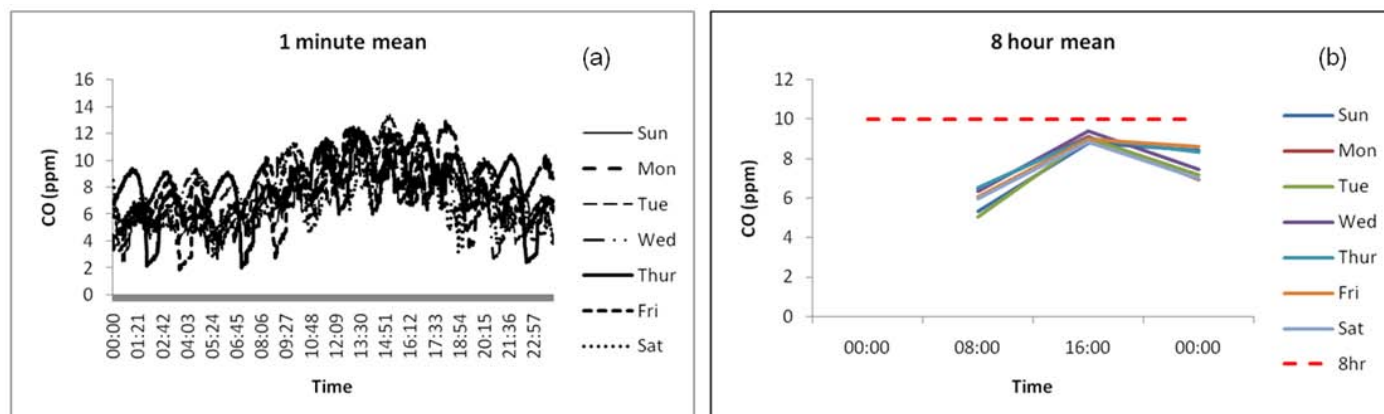 1 minute mean
(a)
CO (ppm)
16
14
12
10
8
6
4
2
0
00:00
01:21
02:42
04:03
05:24
06:45
08:06
09:27
10:48
12:09
13:30
14:51
16:12
17:33
18:54
20:15
21:36
22:57
Time
Sun
Mon
Tue
Wed
Thur
Fri
Sat
8 hour mean
(b)
CO (ppm)
12
10
8
6
4
2
0
00:00
08:00
16:00
00:00
Time
Sun
Mon
Tue
Wed
Thur
Fri
Sat
8hr